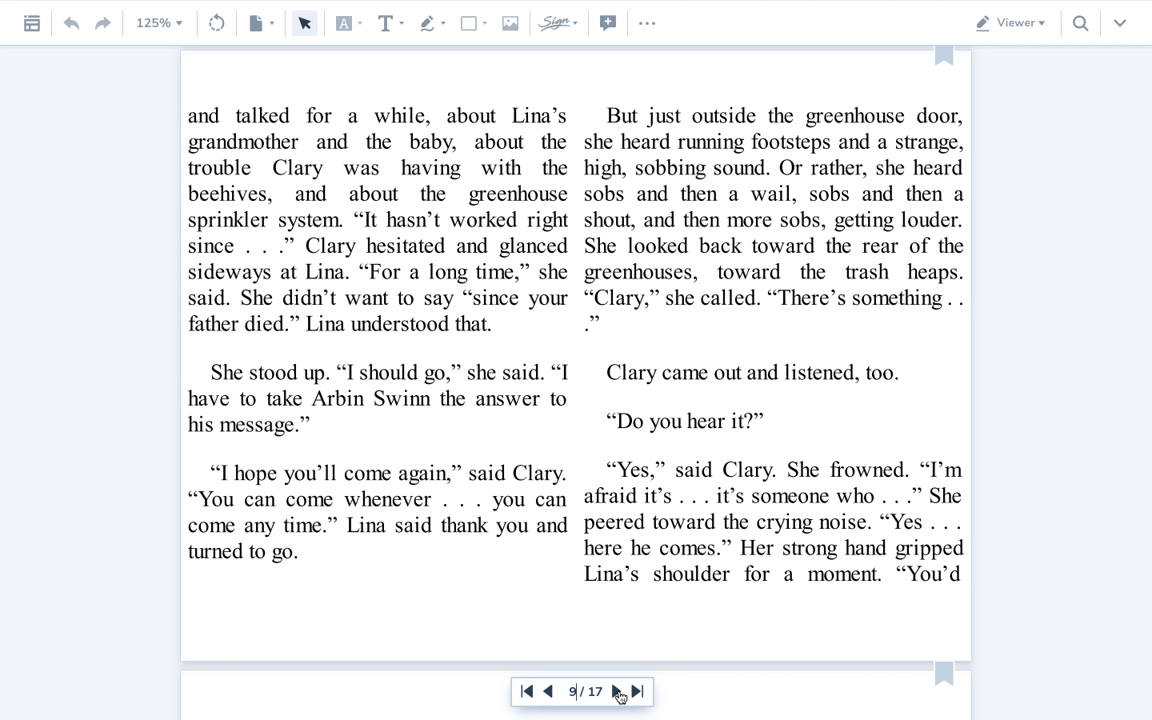 125%
A
T
Sign
Viewer
and talked for a while, about Lina’s
grandmother and the baby, about the
trouble Clary was having with the
beehives, and about the greenhouse
sprinkler system. “It hasn’t worked right
since . . .” Clary hesitated and glanced
sideways at Lina. “For a long time,” she
said. She didn’t want to say “since your
father died.” Lina understood that.
She stood up. “I should go,” she said. “I
have to take Arbin Swinn the answer to
his message.”
“I hope you’ll come again,” said Clary.
“You can come whenever . . . you can
come any time.” Lina said thank you and
turned to go.
But just outside the greenhouse door,
she heard running footsteps and a strange,
high, sobbing sound. Or rather, she heard
sobs and then a wail, sobs and then a
shout, and then more sobs, getting louder.
She looked back toward the rear of the
greenhouses, toward the trash heaps.
“Clary,” she called. “There’s something . .
.”
Clary came out and listened, too.
“Do you hear it?”
“Yes,” said Clary. She frowned. “I’m
afraid it’s . . . it’s someone who . . .” She
peered toward the crying noise. “Yes . . .
here he comes.” Her strong hand gripped
Lina’s shoulder for a moment. “You’d
9/ 17